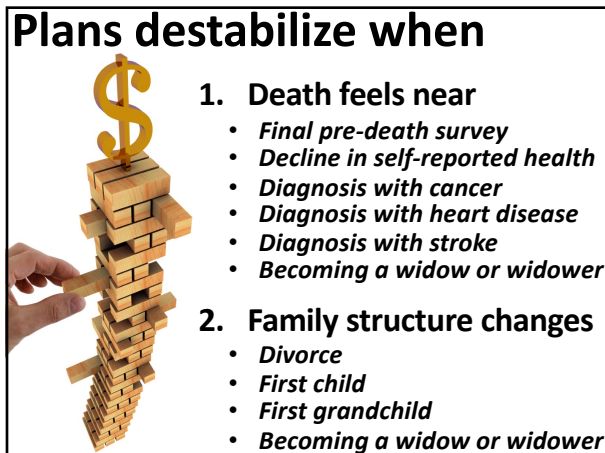 Plans destabilize when
$
1. Death feels near
• Final pre-death survey
• Decline in self-reported health
• Diagnosis with cancer
• Diagnosis with heart disease
• Diagnosis with stroke
• Becoming a widow or widower
2. Family structure changes
• Divorce
• First child
• First grandchild
• Becoming a widow or widower